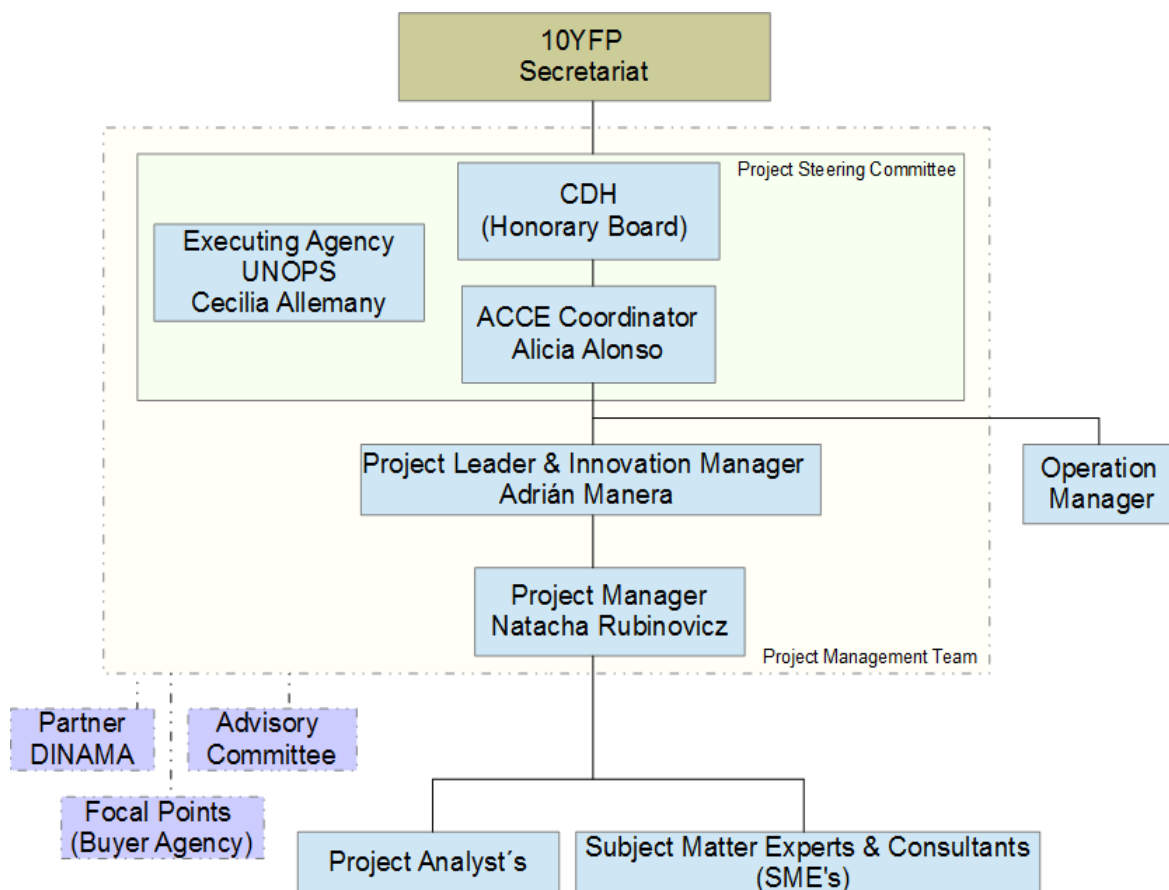 10YFP
Secretariat
Project Steering Committee
CDH
(Honorary Board)
Executing Agency
UNOPS
Cecilia Allemany
ACCE Coordinator
Alicia Alonso
Project Leader & Innovation Manager
Adrián Manera
Operation
Manager
Project Manager
Natacha Rubinovicz
Project Management Team
Partner
DINAMA
Advisory
Committee
Focal Points
(Buyer Agency)
Project Analyst´s
Subject Matter Experts & Consultants
(SME's)